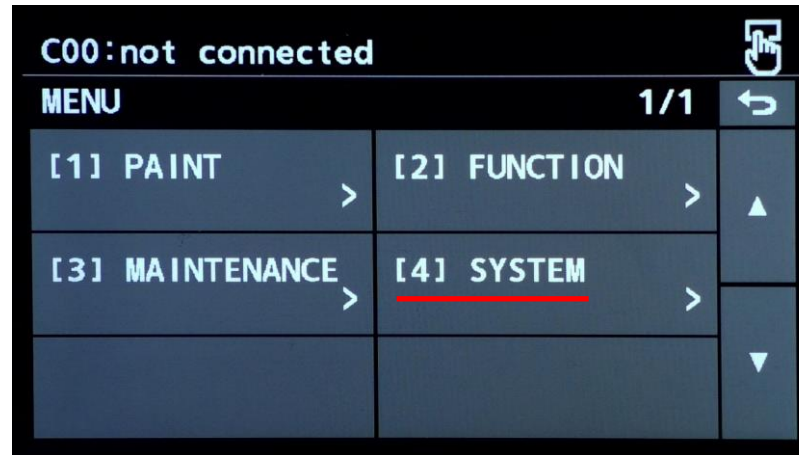 C00:not connected
MENU 1/1
[1] PAINT >
[2] FUNCTION >
[3] MAINTENANCE >
[4] SYSTEM >